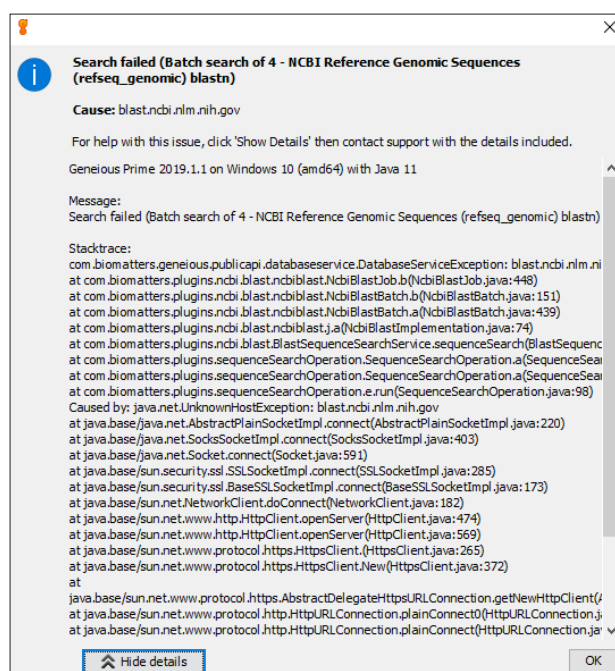 Search failed (Batch search of 4 - NCBI Reference Genomic Sequences
(refseq_genomic) blastn)
Cause: blast.ncbi.nlm.nih.gov
For help with this issue, click 'Show Details' then contact support with the details included.
Geneious Prime 2019.1.1 on Windows 10 (amd64) with Java 11
Message:
Search failed (Batch search of 4 - NCBI Reference Genomic Sequences (refseq_genomic) blastn)
Stacktrace:
com.biomatters.geneious.publicapi.databaseservice.DatabaseServiceException: blast.ncbi.nlm.ni
at com.biomatters.plugins.ncbi.blast.ncbiblast.NcbiBlastJob.b(NcbiBlastJob.java:448)
at com.biomatters.plugins.ncbi.blast.ncbiblast.NcbiBlastBatch.b(NcbiBlastBatch.java:151)
at com.biomatters.plugins.ncbi.blast.ncbiblast.NcbiBlastBatch.a(NcbiBlastBatch.java:439)
at com.biomatters.plugins.ncbi.blast.ncbiblast.j.a(NcbiBlastImplementation.java:74)
at com.biomatters.plugins.ncbi.blast.BlastSequenceSearchService.sequenceSearch(BlastSequenc
at com.biomatters.plugins.sequenceSearchOperation.SequenceSearchOperation.a(SequenceSear
at com.biomatters.plugins.sequenceSearchOperation.SequenceSearchOperation.a(SequenceSear
at com.biomatters.plugins.sequenceSearchOperation.e.run(SequenceSearchOperation.java:98)
Caused by: java.net.UnknownHostException: blast.ncbi.nlm.nih.gov
at java.base/java.net.AbstractPlainSocketImpl.connect(AbstractPlainSocketImpl.java:220)
at java.base/java.net.SocksSocketImpl.connect(SocksSocketImpl.java:403)
at java.base/java.net.Socket.connect(Socket.java:591)
at java.base/sun.security.ssl.SSLSocketImpl.connect(SSLSocketImpl.java:285)
at java.base/sun.security.ssl.BaseSSLSocketImpl.connect(BaseSSLSocketImpl.java:173)
at java.base/sun.net.NetworkClient.doConnect(NetworkClient.java:182)
at java.base/sun.net.www.http.HttpClient.openServer(HttpClient.java:474)
at java.base/sun.net.www.http.HttpClient.openServer(HttpClient.java:569)
at java.base/sun.net.www.protocol.https.HttpsClient.(HttpsClient.java:265)
at java.base/sun.net.www.protocol.https.HttpsClient.New(HttpsClient.java:372)
at
java.base/sun.net.www.protocol.https.AbstractDelegateHttpsURLConnection.getNewHttpClient(A
at java.base/sun.net.www.protocol.http.HttpURLConnection.plainConnect0(HttpURLConnection.j
at java.base/sun.net.www.protocol.http.HttpURLConnection.plainConnect(HttpURLConnection.ja
Hide details
OK